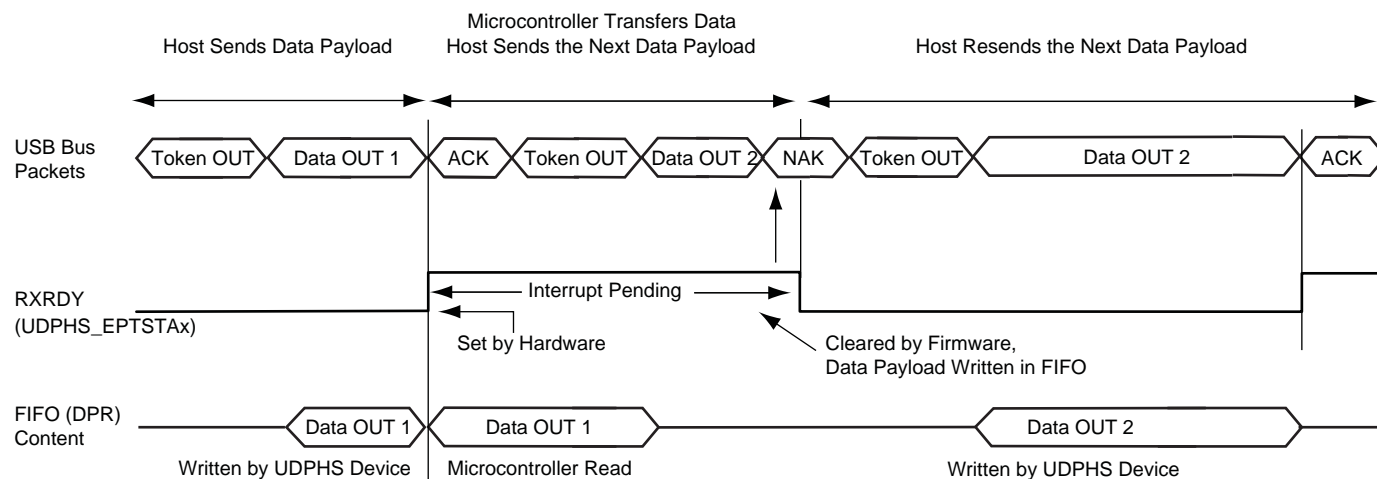 Microcontroller Transfers Data
Host Sends Data Payload
Host Sends the Next Data Payload
Host Resends the Next Data Payload
USB Bus
Packets
Token OUT
Data OUT 1
ACK
Token OUT
Data OUT 2
NAK
Token OUT
Data OUT 2
ACK
RXRDY
(UDPHS_EPTSTAx)
Interrupt Pending
Set by Hardware
Cleared by Firmware,
Data Payload Written in FIFO
FIFO (DPR)
Content
Data OUT 1
Data OUT 1
Data OUT 2
Written by UDPHS Device
Microcontroller Read
Written by UDPHS Device